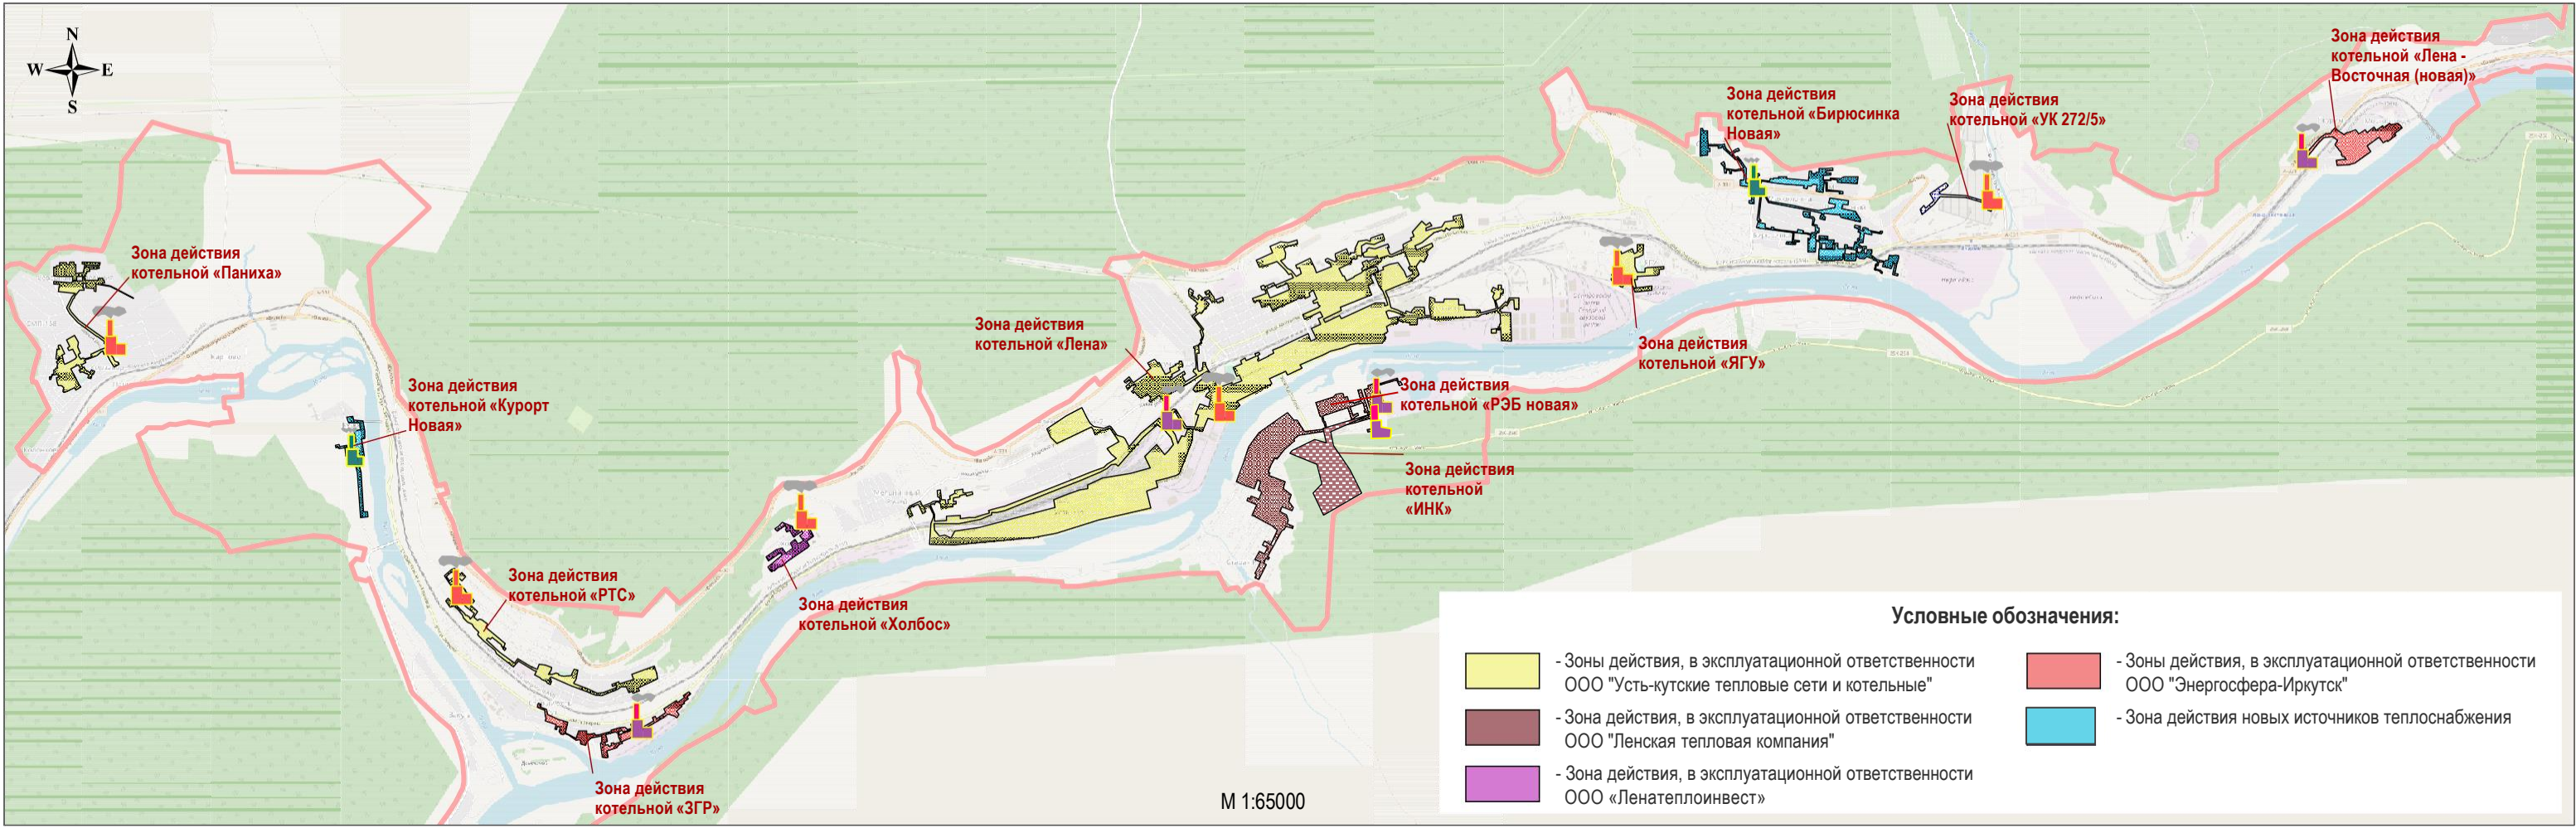 N
W
E
S
Зона действия
котельной «Паниха»
Зона действия
котельной «Курорт
Новая»
Зона действия
котельной «РТС»
Зона действия
котельной «ЗГР»
Зона действия
котельной «Холбос»
Зона действия
котельной «Лена»
Зона действия
котельной «РЭБ новая»
Зона действия
котельной
«ИНК»
Зона действия
котельной «ЯГУ»
Зона действия
котельной «Бирюсинка
Новая»
Зона действия
котельной «УК 272/5»
Зона действия
котельной «Лена -
Восточная (новая)»
М 1:65000
Условные обозначения:
- Зоны действия, в эксплуатационной ответственности
ООО "Усть-кутские тепловые сети и котельные"
- Зона действия, в эксплуатационной ответственности
ООО "Ленская тепловая компания"
- Зона действия, в эксплуатационной ответственности
ООО «Ленатеплоинвест»
- Зоны действия, в эксплуатационной ответственности
ООО "Энергосфера-Иркутск"
- Зона действия новых источников теплоснабжения